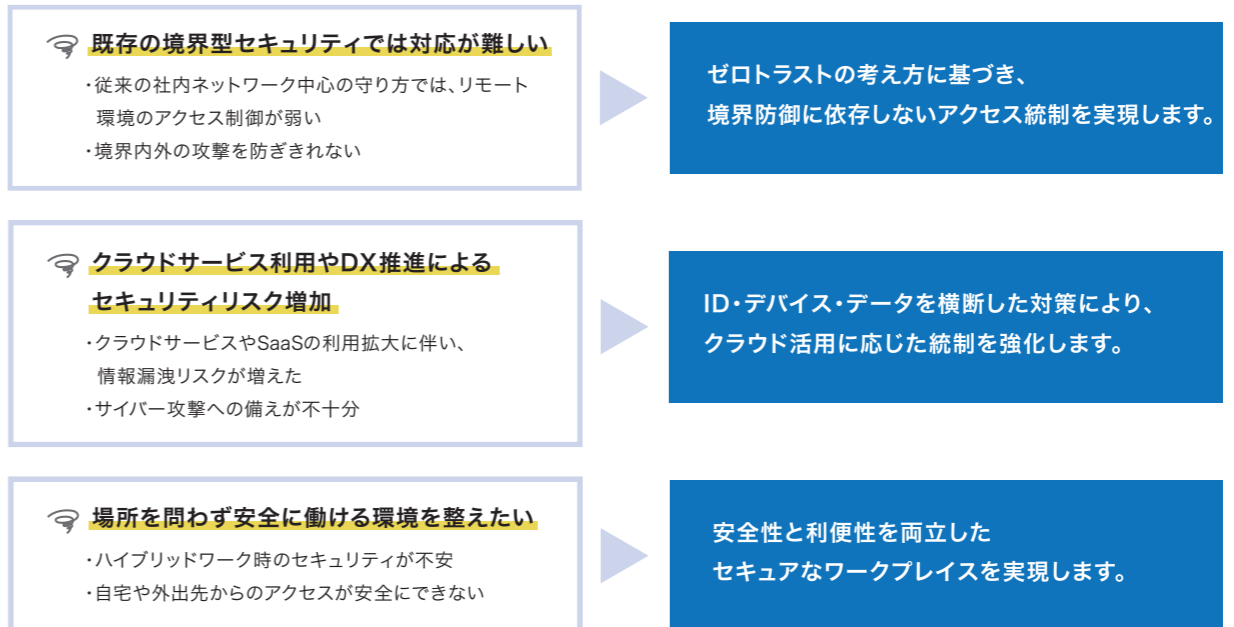 既存の境界型セキュリティでは対応が難しい
・従来の社内ネットワーク中心の守り方では、リモート
環境のアクセス制御が弱い
・境界内外の攻撃を防ぎきれない
ゼロトラストの考え方に基づき、
境界防御に依存しないアクセス統制を実現します。
クラウドサービス利用やDX推進による
セキュリティリスク増加
・クラウドサービスやSaaSの利用拡大に伴い、
情報漏洩リスクが増えた
・サイバー攻撃への備えが不十分
ID・デバイス・データを横断した対策により、
クラウド活用に応じた統制を強化します。
場所を問わず安全に働ける環境を整えたい
・ハイブリッドワーク時のセキュリティが不安
・自宅や外出先からのアクセスが安全にできない
安全性と利便性を両立した
セキュアなワークプレイスを実現します。